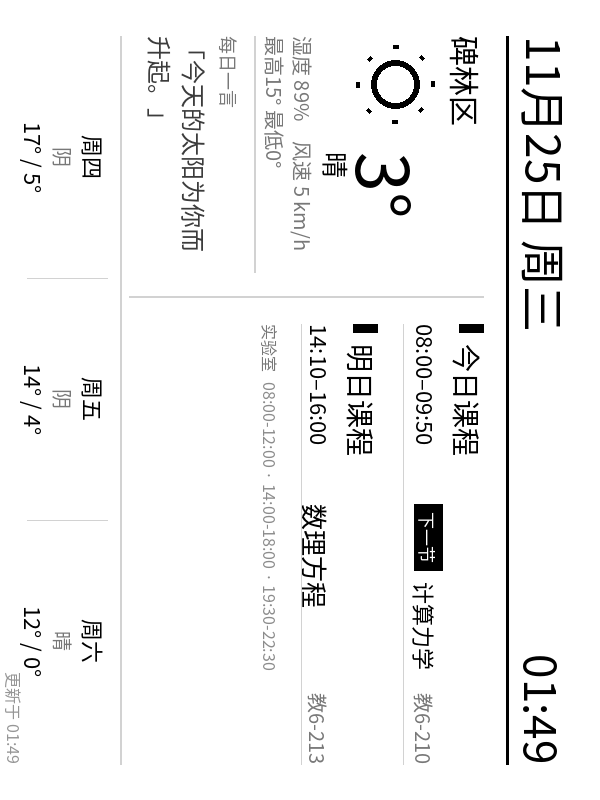 11月25日 周三
01:49
碑林区
3°
晴
湿度 89% 风速 5 km/h
最高15° 最低0°
每日一言
「今天的太阳为你而
升起。」
今日课程
08:00–09:50 下一节 计算力学 教6-210
明日课程
14:10–16:00 数理方程 教6-213
实验室 08:00-12:00 · 14:00-18:00 · 19:30-22:30
周四
阴
17° / 5°
周五
阴
14° / 4°
周六
晴
12° / 0°
更新于 01:49